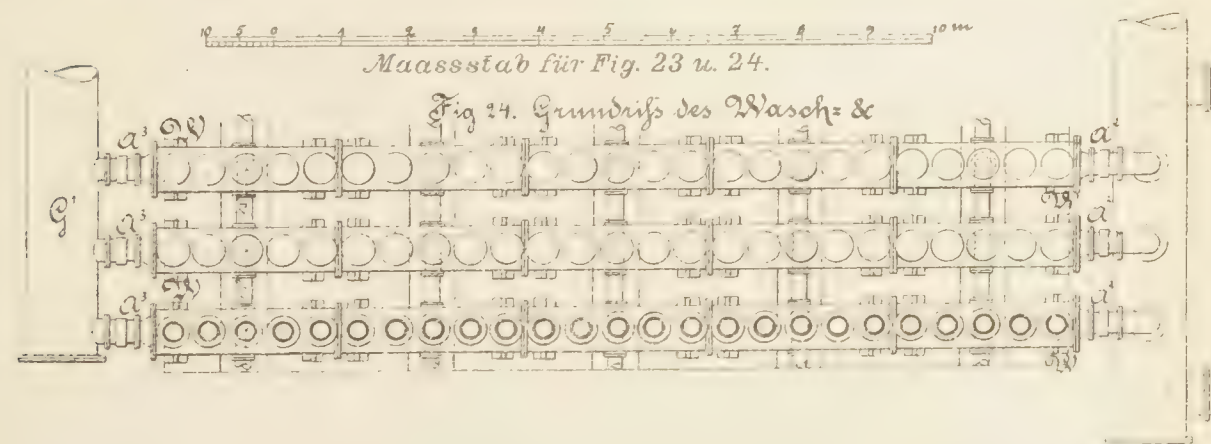 10 5 0 1 2 3 4 5 6 7 8 9 10 m
Maassstab für Fig. 23 u. 24.
Fig 24. Grundriß des Wasch= &
a³ W a⁴
G¹ W
a³ a⁴
W
a³ a⁴
W